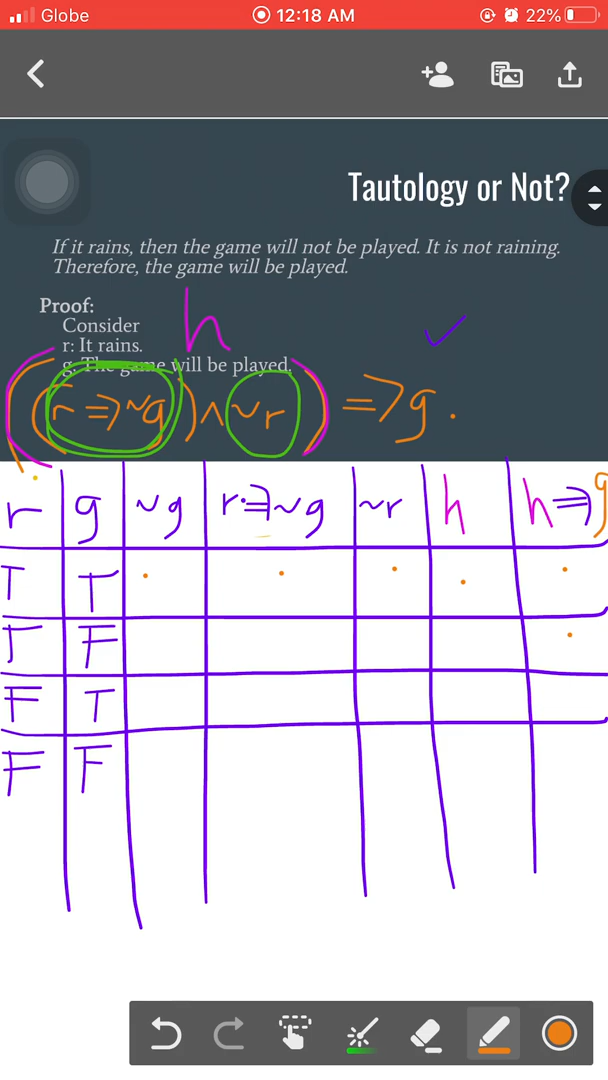 Globe 12:18 AM 22%
Tautology or Not?
If it rains, then the game will not be played. It is not raining.
Therefore, the game will be played.
Proof:
Consider
h
r: It rains.
g: The game will be played.
((r => ~g) ∧ (~r)) => g.
r g ~g r => ~g ~r h h => g
T T
T F
F T
F F